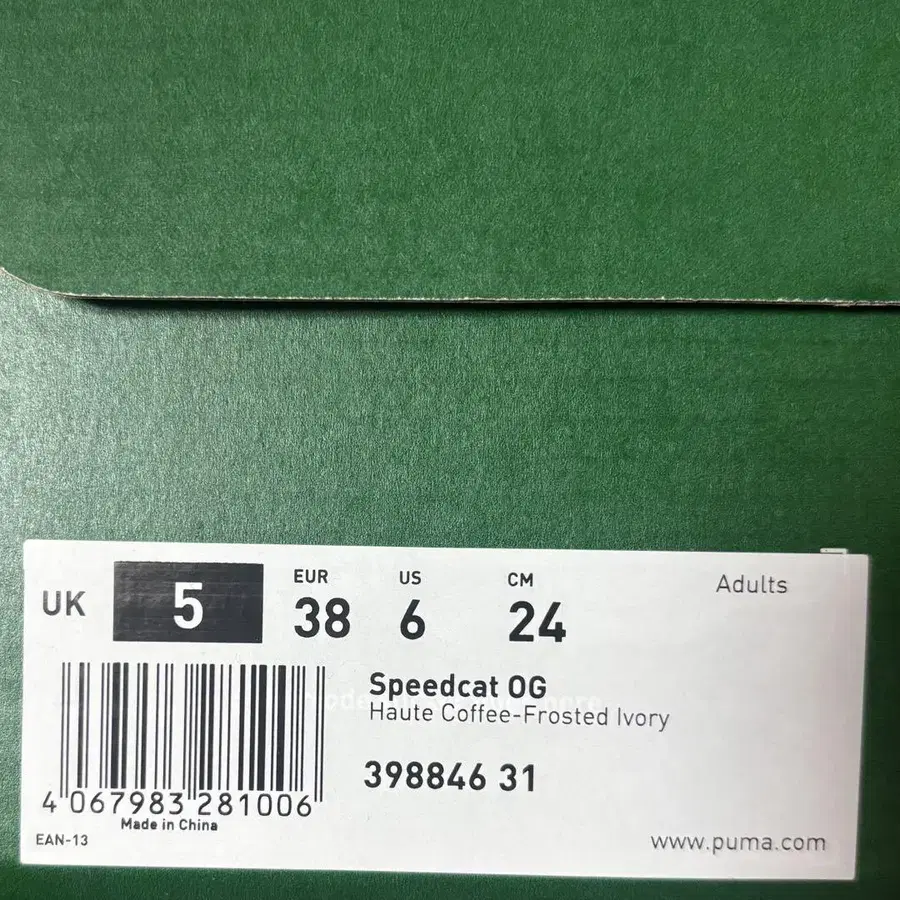 UK 5
EUR 38
US 6
CM 24
Adults
Speedcat OG
Haute Coffee-Frosted Ivory
398846 31
4 067983 281006
Made in China
EAN-13
www.puma.com